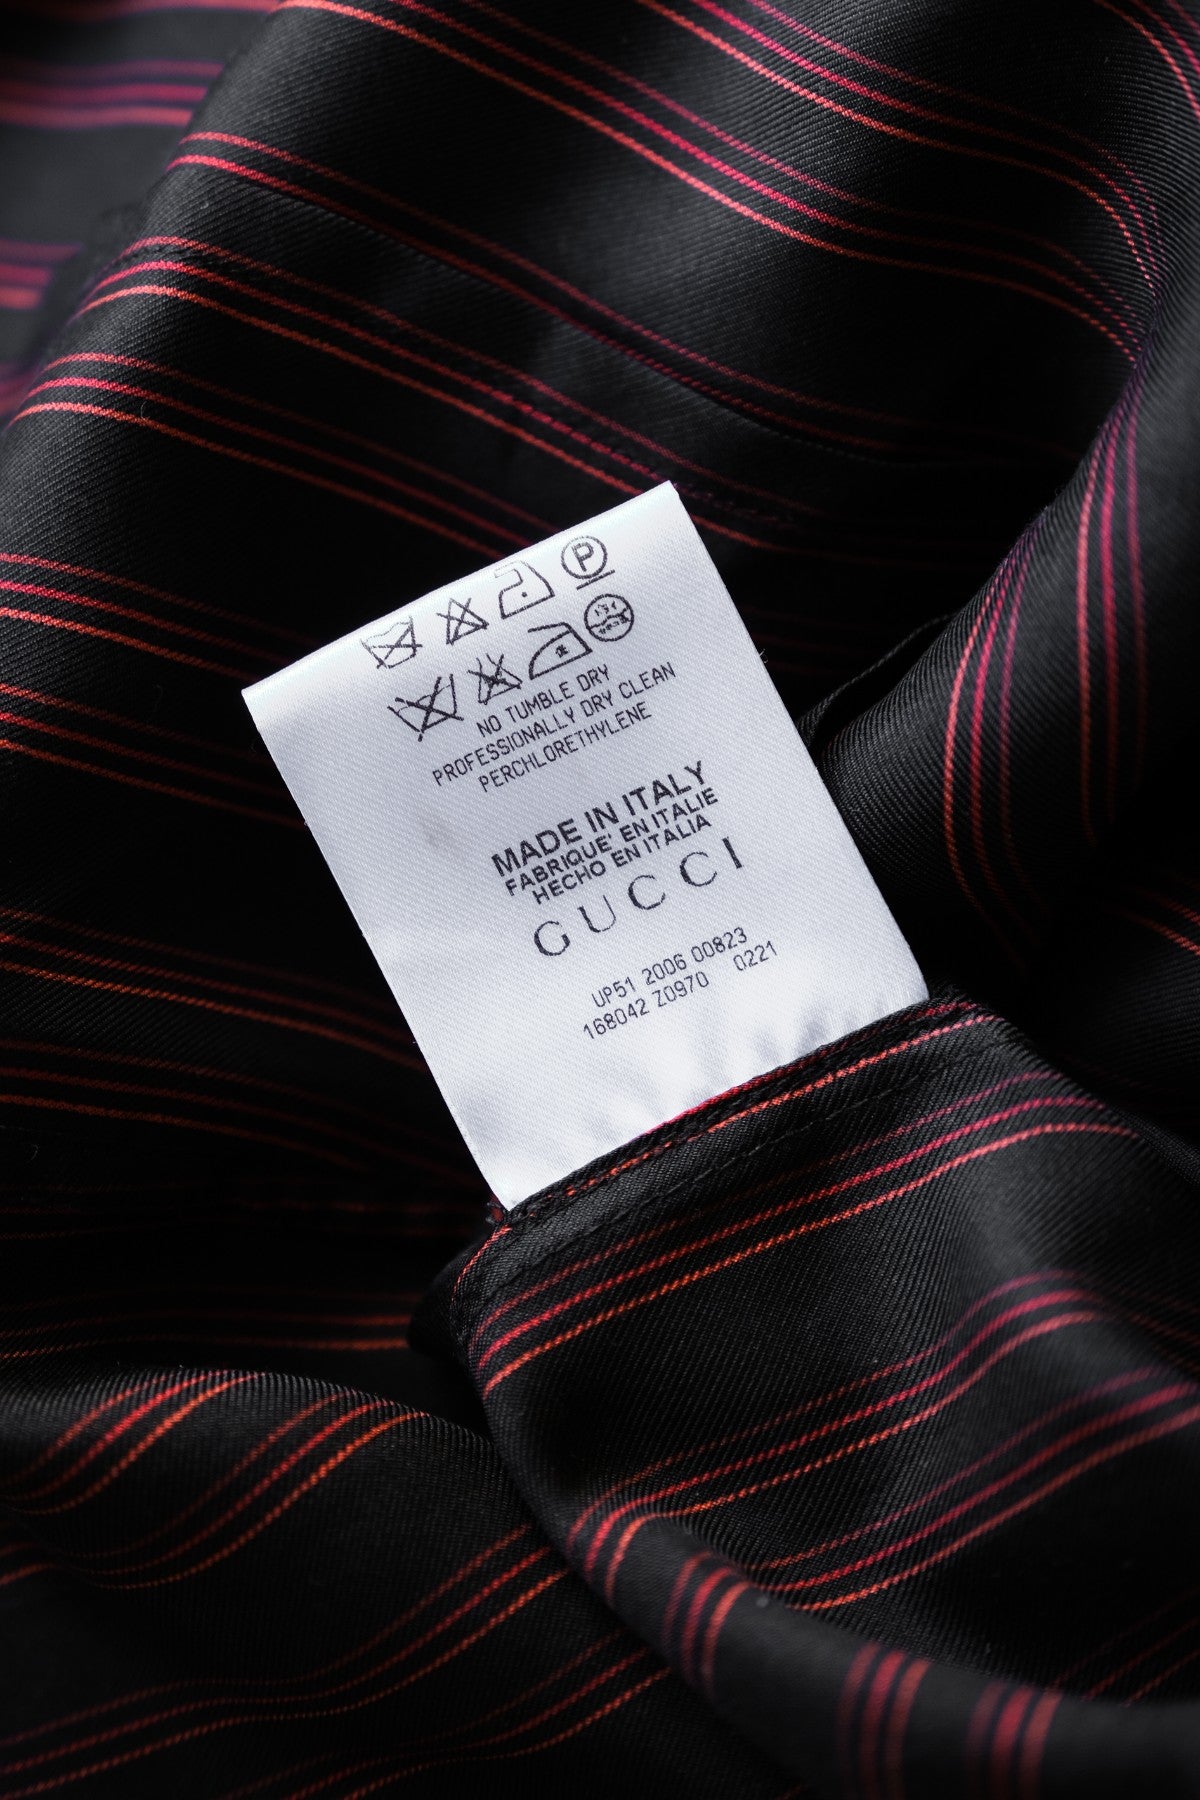 P
NO TUMBLE DRY
PROFESSIONALLY DRY CLEAN
PERCHLORETHYLENE
MADE IN ITALY
FABRIQUE' EN ITALIE
HECHO EN ITALIA
GUCCI
UP51 2006 00823
168042 Z0970 0221